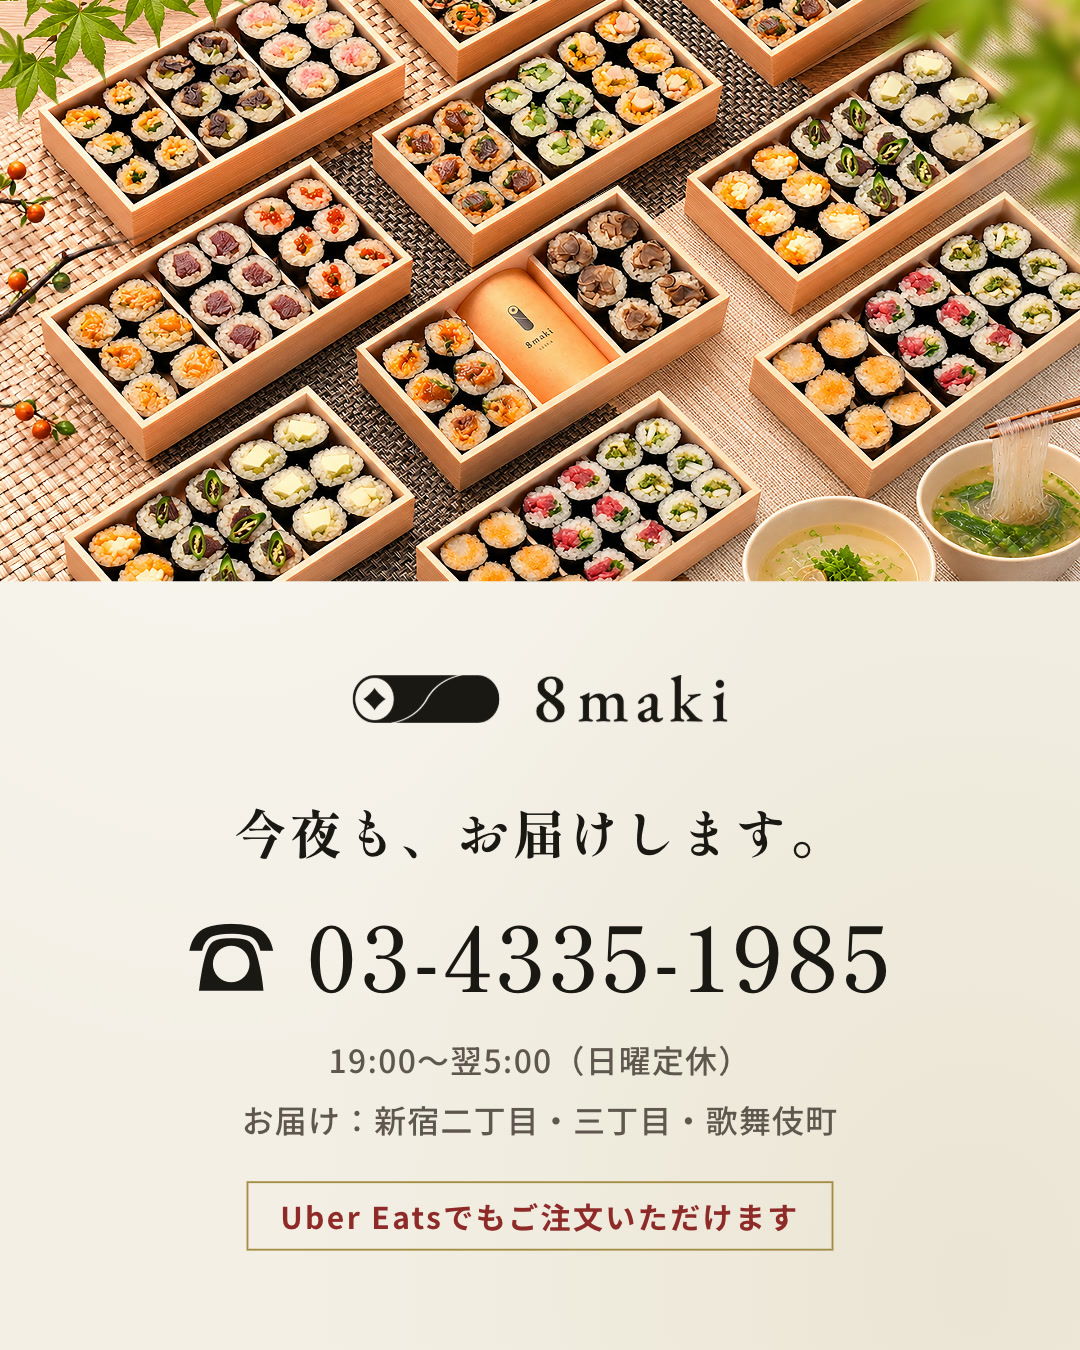 8maki
8maki
今夜も、お届けします。
☎ 03-4335-1985
19:00〜翌5:00（日曜定休）
お届け：新宿二丁目・三丁目・歌舞伎町
Uber Eatsでもご注文いただけます